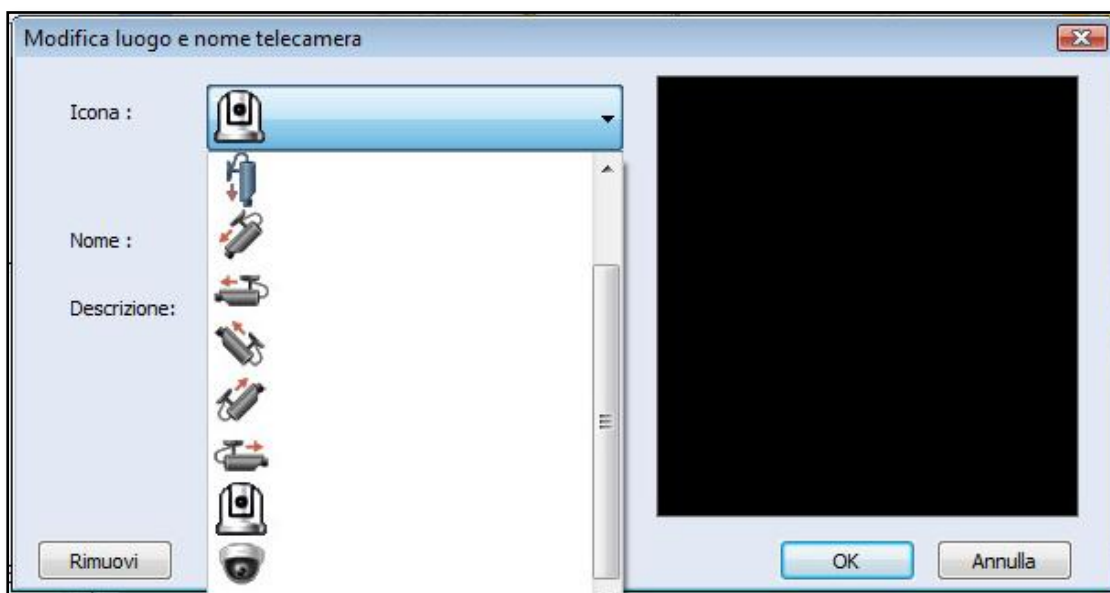 Modifica luogo e nome telecamera
Icona :
Nome :
Descrizione:
Rimuovi
OK
Annulla